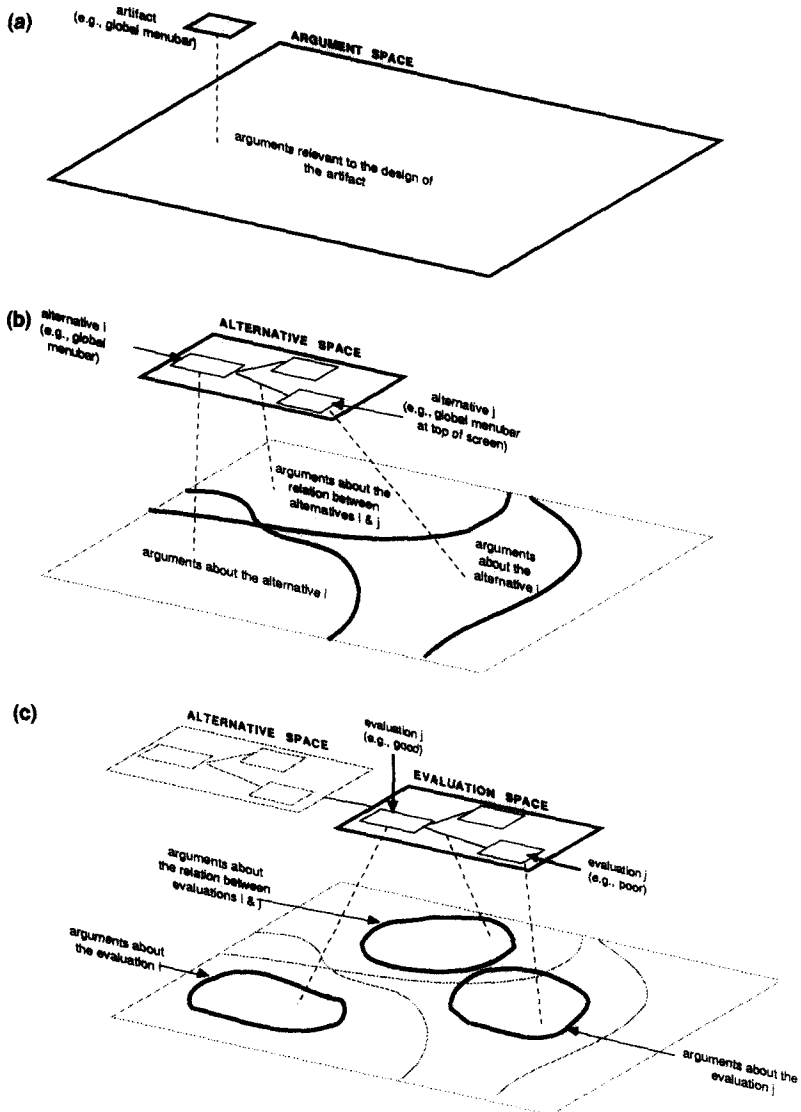 (a)
artifact
(e.g., global menubar)
ARGUMENT SPACE
arguments relevant to the design of
the artifact
(b)
alternative i
(e.g., global
menubar)
ALTERNATIVE SPACE
alternative j
(e.g., global menubar
at top of screen)
arguments about the
relation between
alternatives i & j
arguments about the alternative i
arguments
about the
alternative j
(c)
ALTERNATIVE SPACE
evaluation j
(e.g., good)
EVALUATION SPACE
evaluation j
(e.g., poor)
arguments about
the relation between
evaluations i & j
arguments about
the evaluation i
arguments about the
evaluation j